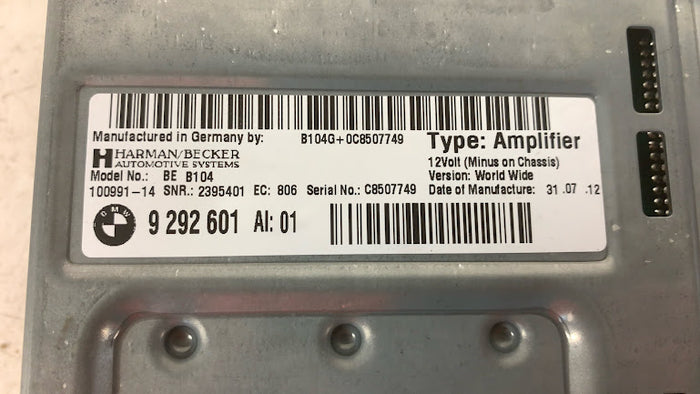 Manufactured in Germany by: B104G+0C8507749 Type: Amplifier
HARMAN/BECKER
AUTOMOTIVE SYSTEMS
12Volt (Minus on Chassis)
Model No.: BE B104 Version: World Wide
100991-14 SNR.: 2395401 EC: 806 Serial No.: C8507749 Date of Manufacture: 31 .07 .12
BMW 9 292 601 AI: 01